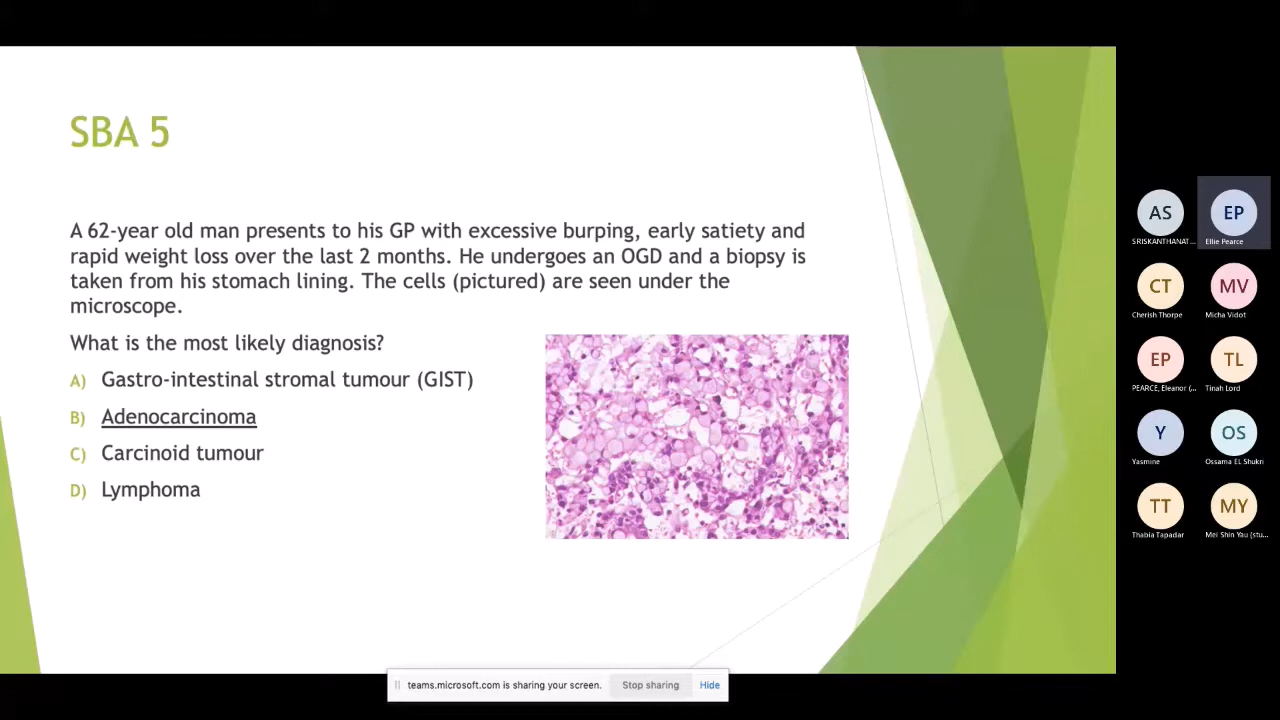 SBA 5
A 62-year old man presents to his GP with excessive burping, early satiety and
rapid weight loss over the last 2 months. He undergoes an OGD and a biopsy is
taken from his stomach lining. The cells (pictured) are seen under the
microscope.
What is the most likely diagnosis?
A) Gastro-intestinal stromal tumour (GIST)
B) Adenocarcinoma
C) Carcinoid tumour
D) Lymphoma
AS EP
SRISKANTHANAT... Ellie Pearce
CT MV
Cherish Thorpe Micha Vidot
EP TL
PEARCE, Eleanor (... Tinah Lord
Y OS
Yasmine Ossama EL Shukri
TT MY
Thabia Tapadar Mei Shin Yau (stu...
teams.microsoft.com is sharing your screen. Stop sharing Hide